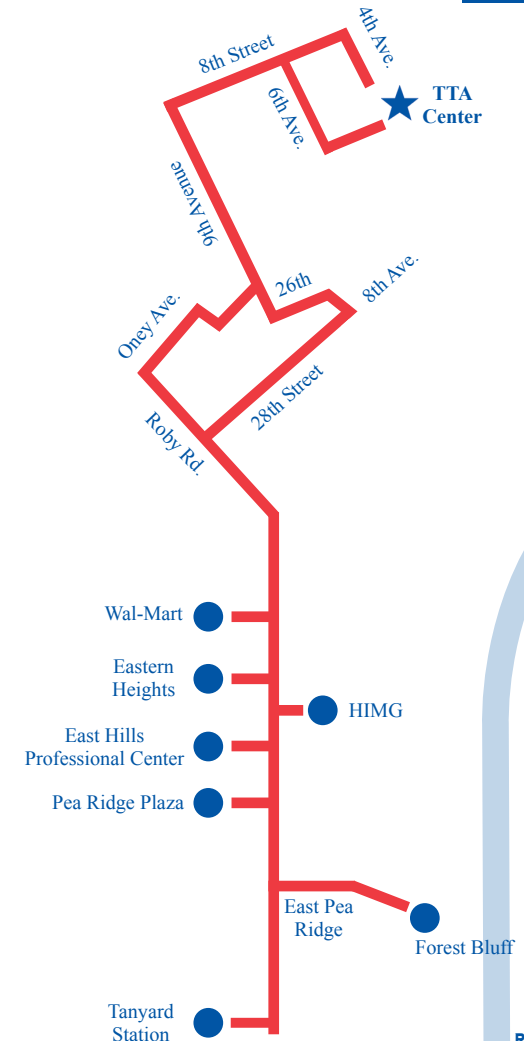 4th Ave.
8th Street
6th Ave.
TTA
Center
9th Avenue
26th
8th Ave.
Oney Ave.
28th Street
Roby Rd.
Wal-Mart
Eastern
Heights
HIMG
East Hills
Professional Center
Pea Ridge Plaza
East Pea
Ridge
Forest Bluff
Tanyard
Station
R